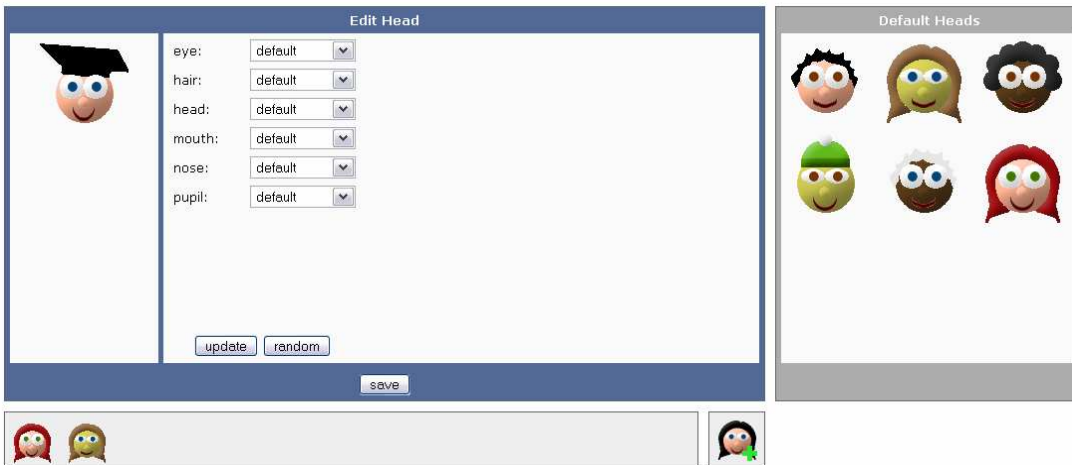 Edit Head
eye: default
hair: default
head: default
mouth: default
nose: default
pupil: default
update random
save
Default Heads